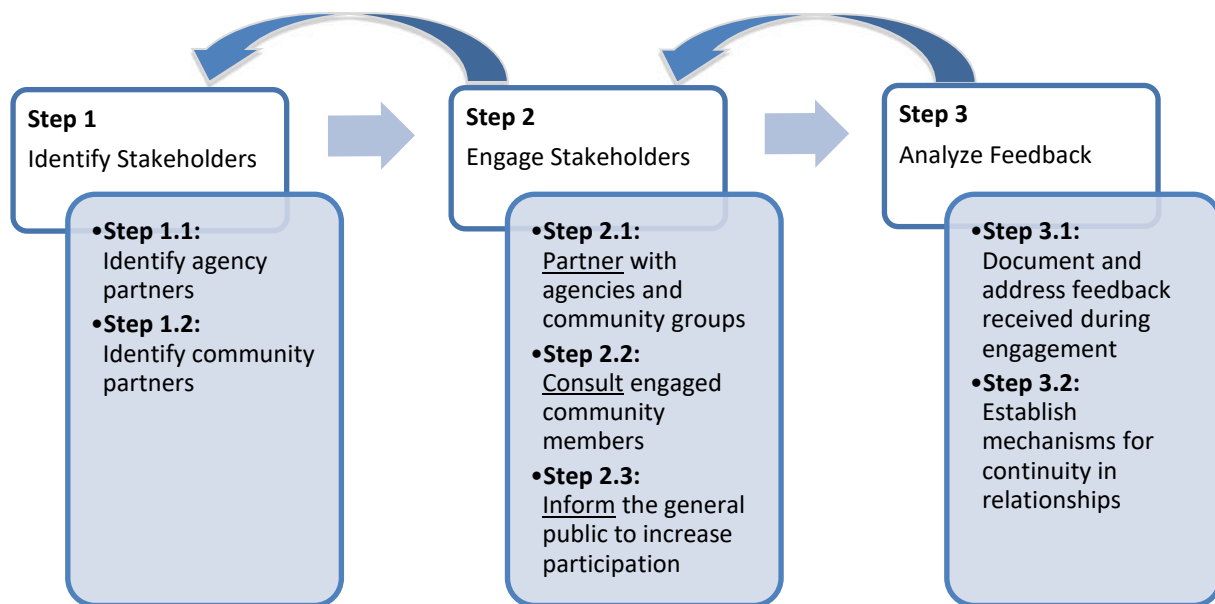 Step 1
Identify Stakeholders
•Step 1.1:
Identify agency
partners
•Step 1.2:
Identify community
partners
Step 2
Engage Stakeholders
•Step 2.1:
Partner with
agencies and
community groups
•Step 2.2:
Consult engaged
community
members
•Step 2.3:
Inform the general
public to increase
participation
Step 3
Analyze Feedback
•Step 3.1:
Document and
address feedback
received during
engagement
•Step 3.2:
Establish
mechanisms for
continuity in
relationships